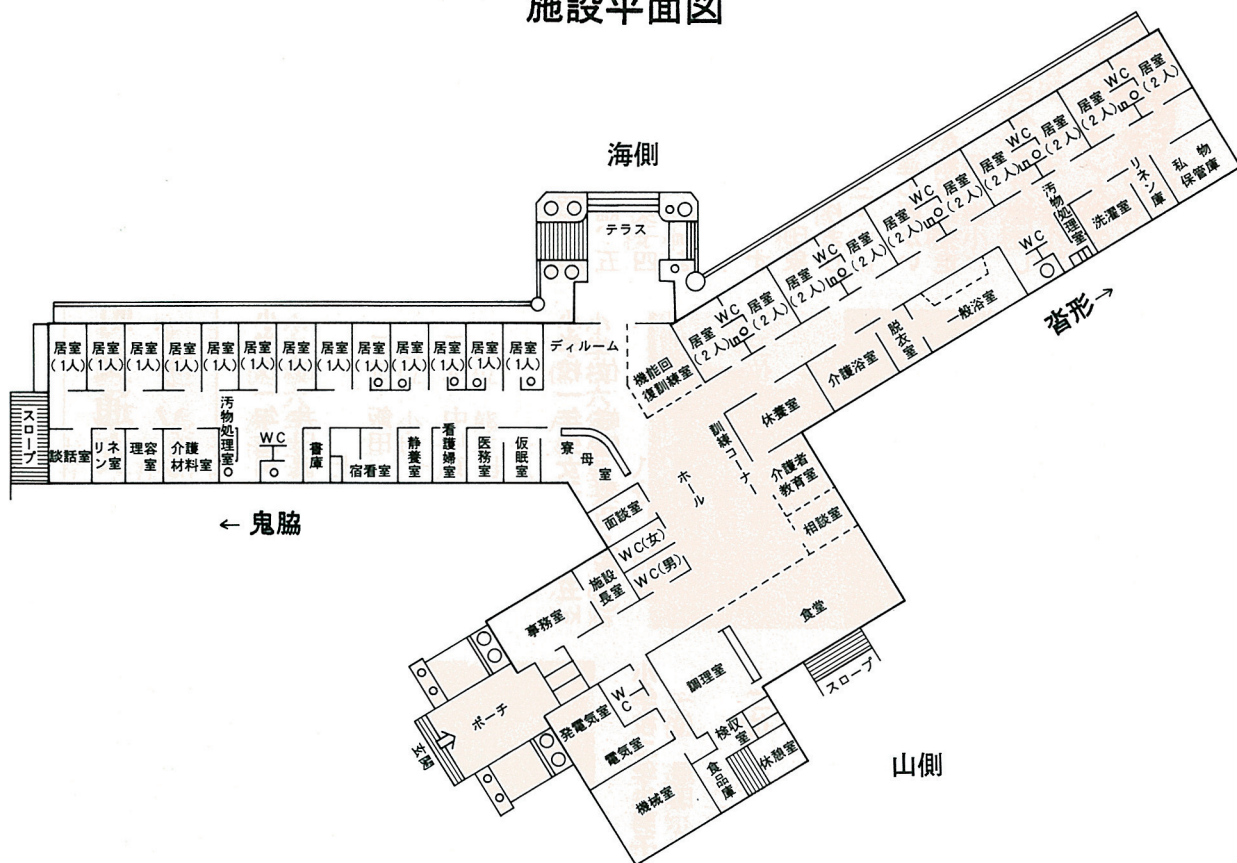 施設平面図
海側
テラス
居室
(1人)
居室
(1人)
居室
(1人)
居室
(1人)
居室
(1人)
居室
(1人)
居室
(1人)
居室
(1人)
居室
(1人)
居室
(1人)
居室
(1人)
居室
(1人)
居室
(1人)
ディルーム
機能回
復訓練室
居室
(2人)
WC
居室
(2人)
居室
(2人)
WC
居室
(2人)
居室
(2人)
WC
居室
(2人)
居室
(2人)
WC
居室
(2人)
居室
(2人)
WC
居室
(2人)
居室
(2人)
WC
居室
(2人)
スロープ
談話室
リネ
ン室
理容
室
介護
材料室
汚物処理室
WC
書庫
宿看室
静養室
看護婦室
医務室
仮眠室
寮母室
← 鬼脇
面談室
WC(女)
WC(男)
ホール
訓練コーナー
休養室
介護浴室
脱衣室
一般浴室
WC
汚物処理室
洗濯室
リネン庫
私物
保管庫
沓形→
介護者
教育室
相談室
食堂
スロープ
施設
長室
事務室
ポーチ
玄関
発電気室
WC
電気室
機械室
調理室
検収
室
食品庫
休憩室
山側